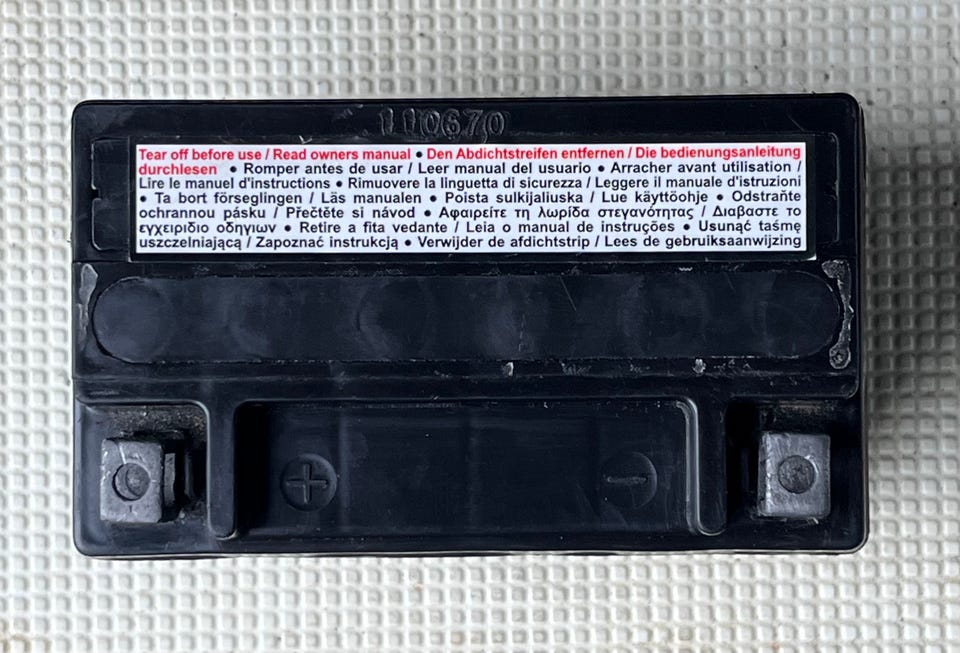 110670
Tear off before use / Read owners manual • Den Abdichtstreifen entfernen / Die bedienungsanleitung
durchlesen • Romper antes de usar / Leer manual del usuario • Arracher avant utilisation /
Lire le manuel d'instructions • Rimuovere la linguetta di sicurezza / Leggere il manuale d'istruzioni
• Ta bort förseglingen / Läs manualen • Poista sulkijaliuska / Lue käyttöohje • Odstraňte
ochrannou pásku / Přečtěte si návod • Αφαιρείτε τη λωρίδα στεγανότητας / Διαβαστε το
εγχειριδιο οδηγιων • Retire a fita vedante / Leia o manual de instruções • Usunąć taśmę
uszczelniającą / Zapoznać instrukcją • Verwijder de afdichtstrip / Lees de gebruiksaanwijzing
+ −